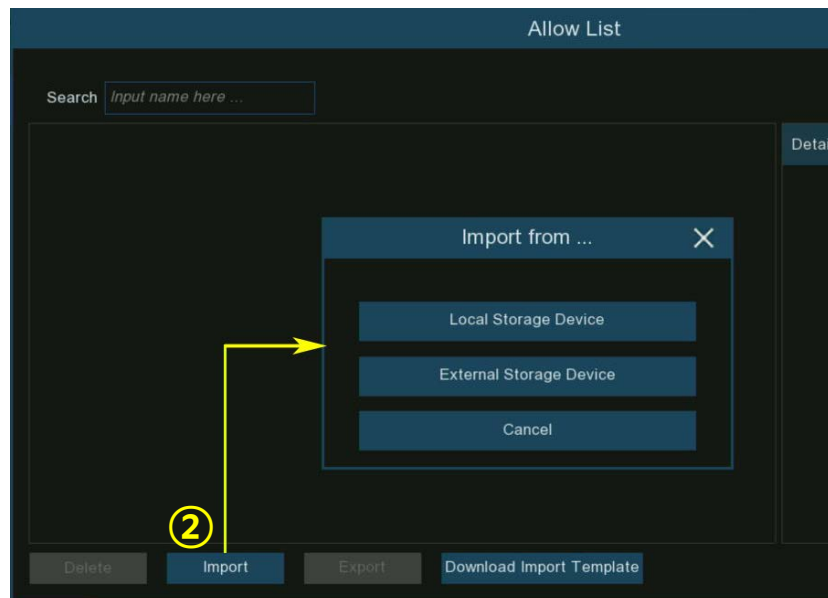 Allow List
Search Input name here ...
Detai
Import from ...
Local Storage Device
External Storage Device
Cancel
②
Delete Import Export Download Import Template